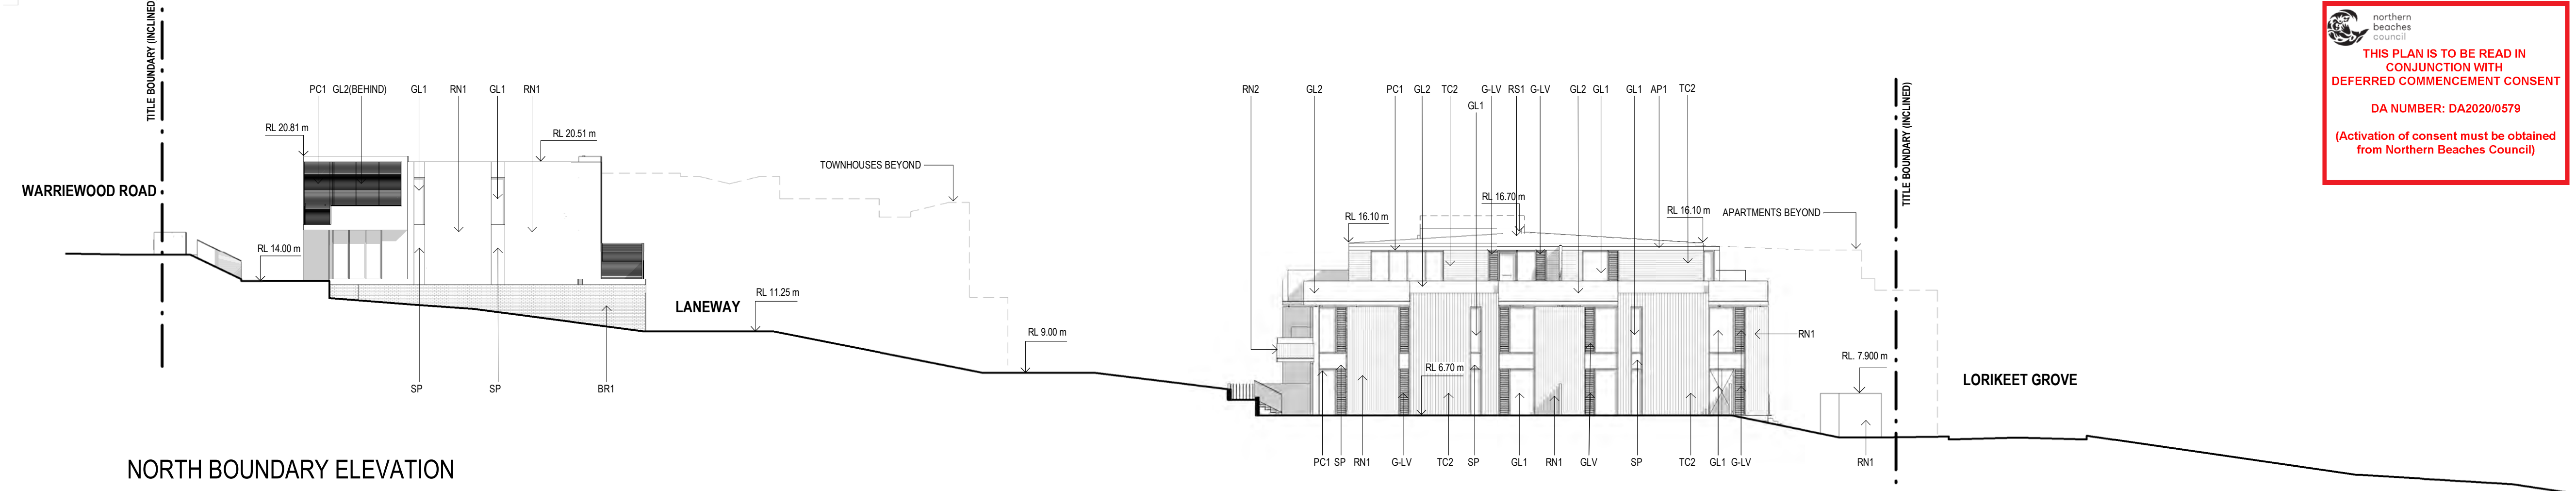 northern
beaches
council
THIS PLAN IS TO BE READ IN
CONJUNCTION WITH
DEFERRED COMMENCEMENT CONSENT
DA NUMBER: DA2020/0579
(Activation of consent must be obtained
from Northern Beaches Council)
TITLE BOUNDARY (INCLINED)
PC1 GL2(BEHIND) GL1 RN1 GL1 RN1
RL 20.81 m
RL 20.51 m
WARRIEWOOD ROAD
RL 14.00 m
TOWNHOUSES BEYOND
LANEWAY
RL 11.25 m
RL 9.00 m
SP SP BR1
RN2 GL2 PC1 GL2 TC2 G-LV RS1 G-LV GL2 GL1 GL1 AP1 TC2
GL1
TITLE BOUNDARY (INCLINED)
RL 16.70 m
RL 16.10 m
RL 16.10 m
APARTMENTS BEYOND
RN1
RL 6.70 m
RL. 7.900 m
LORIKEET GROVE
PC1 SP RN1 G-LV TC2 SP GL1 RN1 GLV SP TC2 GL1 G-LV RN1
NORTH BOUNDARY ELEVATION